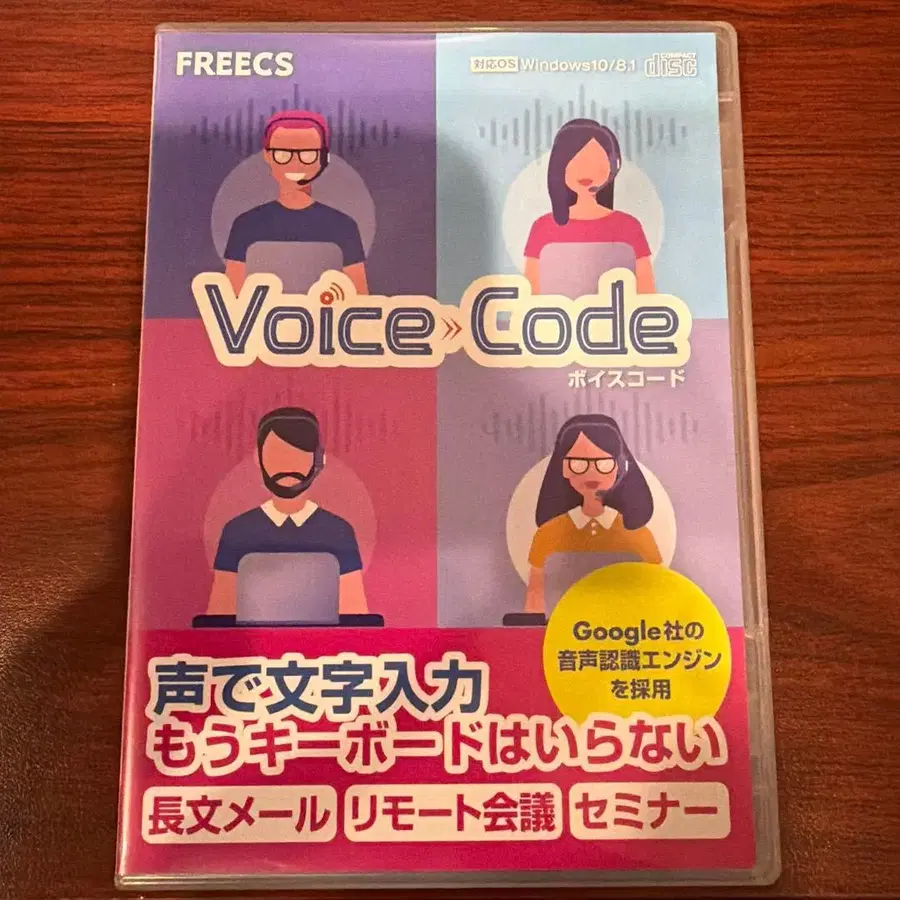 FREECS
対応OS Windows10/8.1
COMPACT
disc
Voice Code
ボイスコード
Google社の
音声認識エンジン
を採用
声で文字入力
もうキーボードはいらない
長文メール リモート会議 セミナー